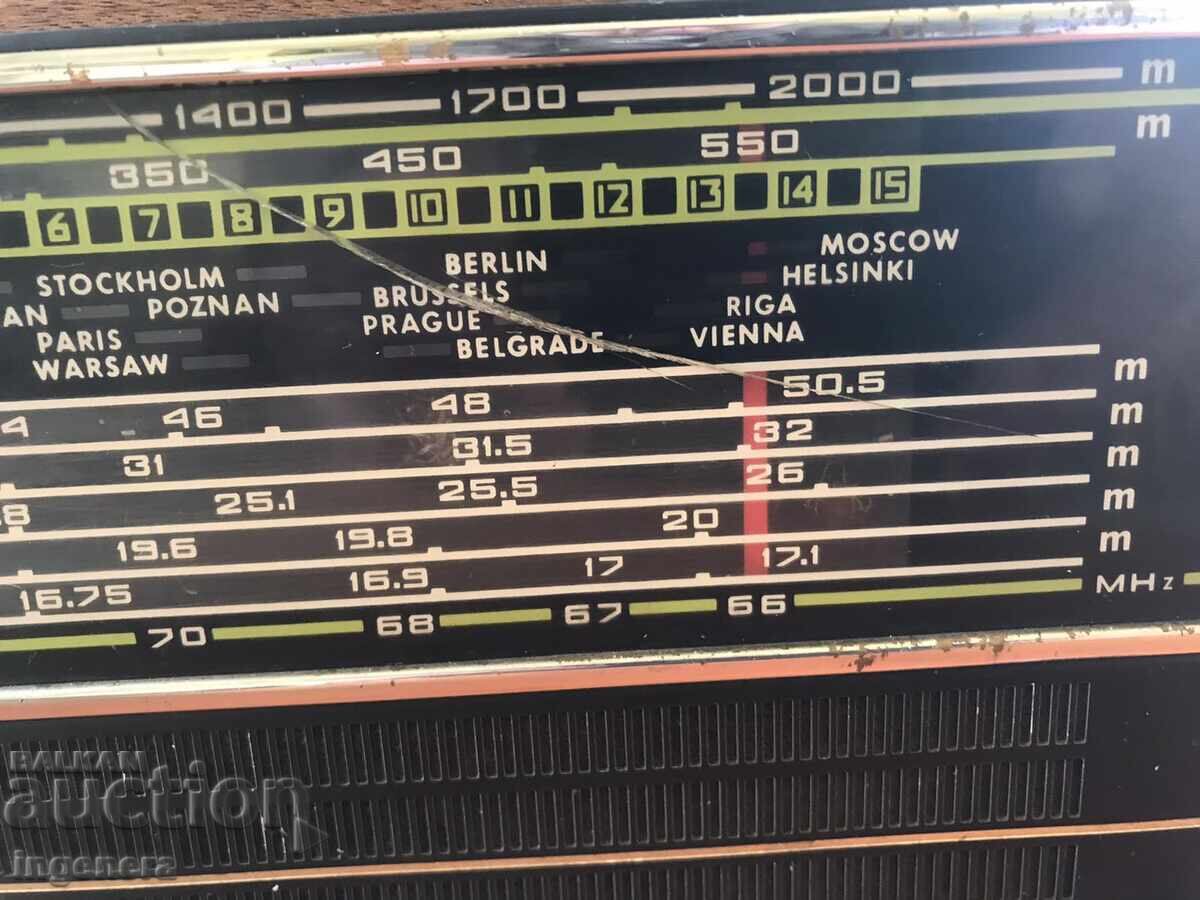 1400 1700 2000 m
350 450 550 m
6 7 8 9 10 11 12 13 14 15
STOCKHOLM BERLIN MOSCOW
AN POZNAN BRUSSELS HELSINKI
PARIS PRAGUE RIGA
WARSAW BELGRADE VIENNA
4 46 48 50.5 m
31 31.5 32 m
25.1 25.5 26 m
8 19.6 19.8 20 m
16.75 16.9 17 17.1 m
70 68 67 66 MHz
BALKAN
auction
ingenera